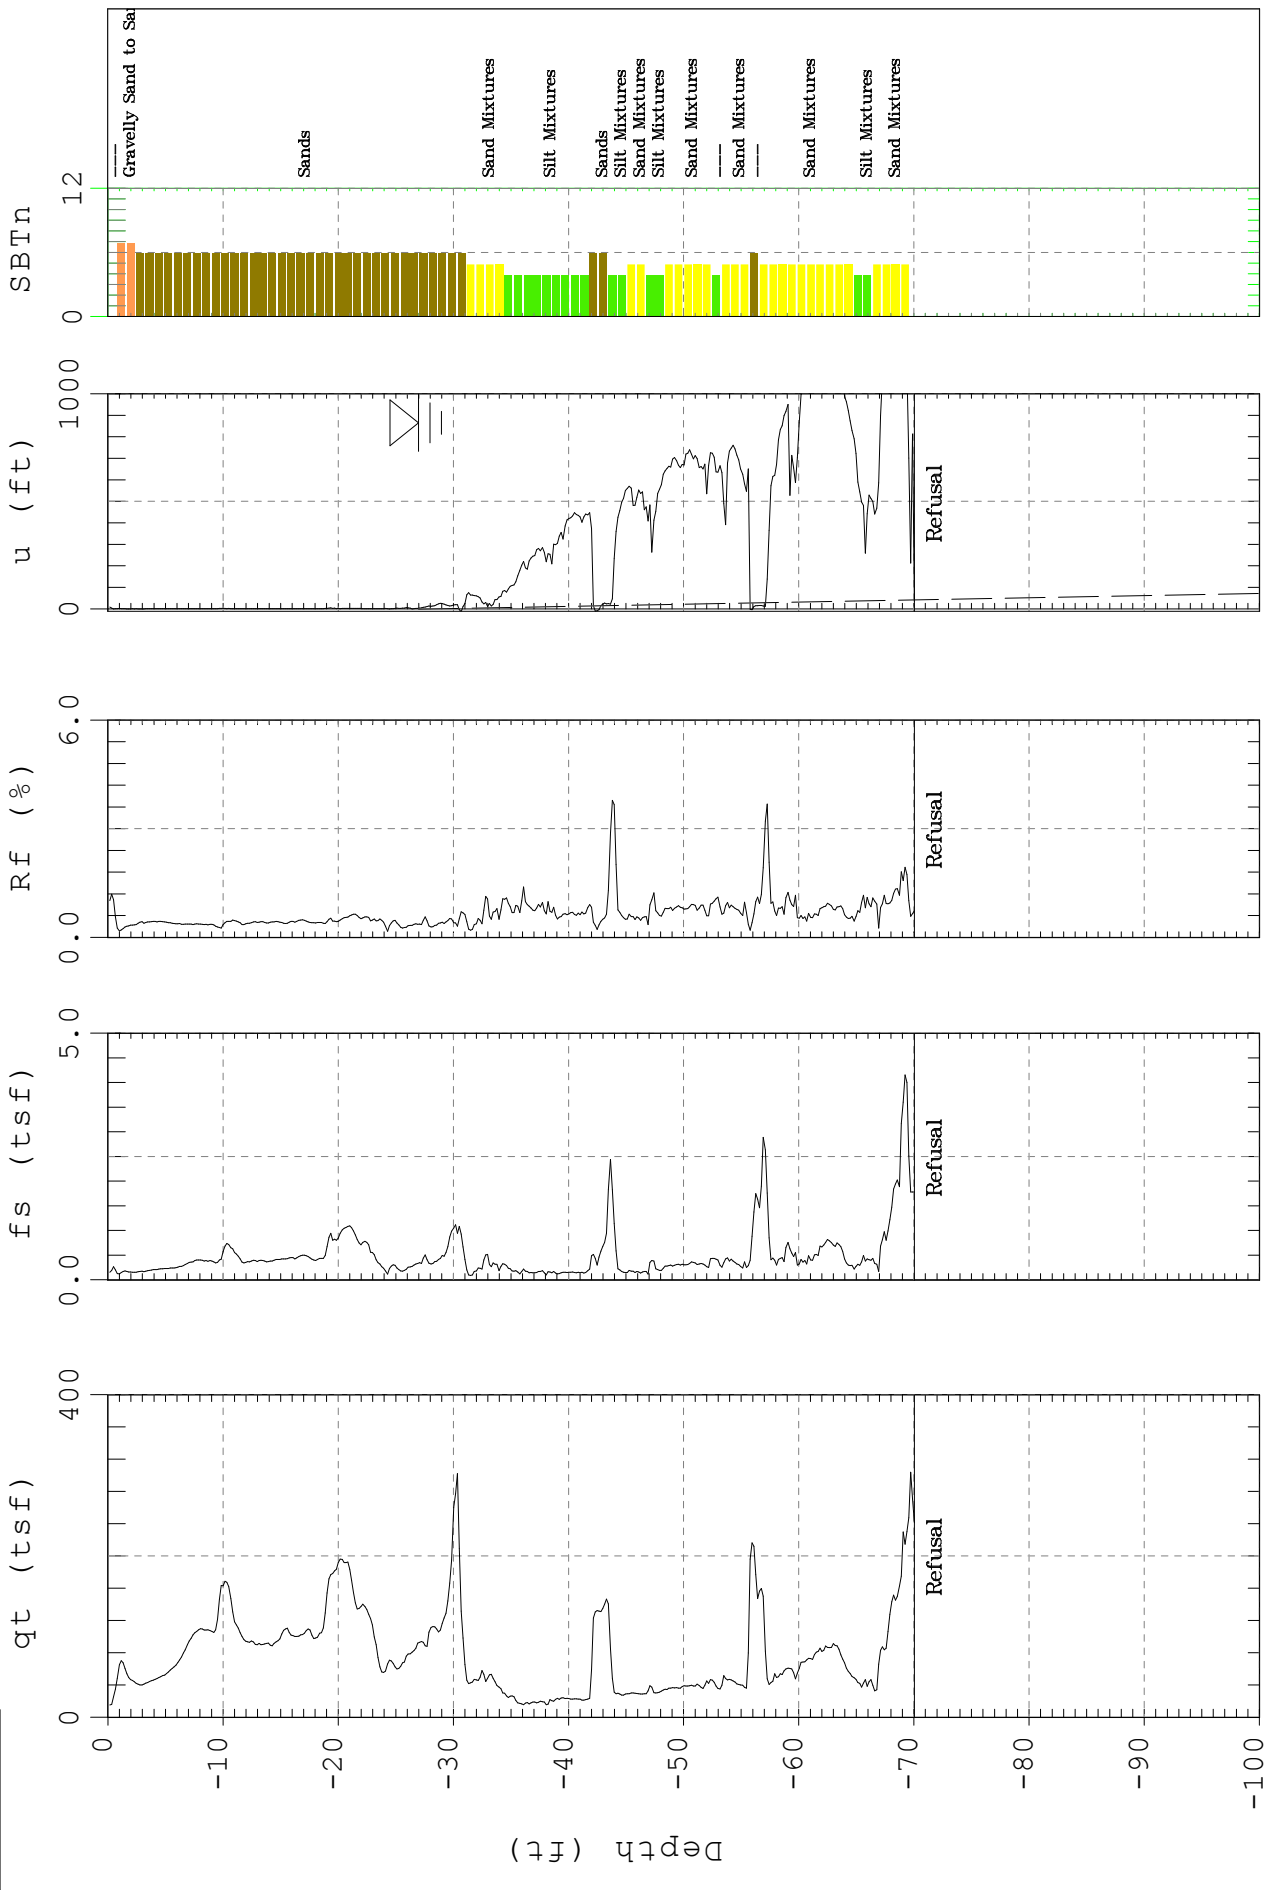 qt (tsf)
fs (tsf)
Rf (%)
u (ft)
SBTn
0
400
0.0
5.0
0.0
6.0
0
1000
0
12
Depth (ft)
0
-10
-20
-30
-40
-50
-60
-70
-80
-90
-100
Refusal
Refusal
Refusal
Refusal
---
Gravelly Sand to Sa
Sands
Sand Mixtures
Silt Mixtures
Sands
Silt Mixtures
Sand Mixtures
Silt Mixtures
Sand Mixtures
---
Sand Mixtures
---
Sand Mixtures
Silt Mixtures
Sand Mixtures